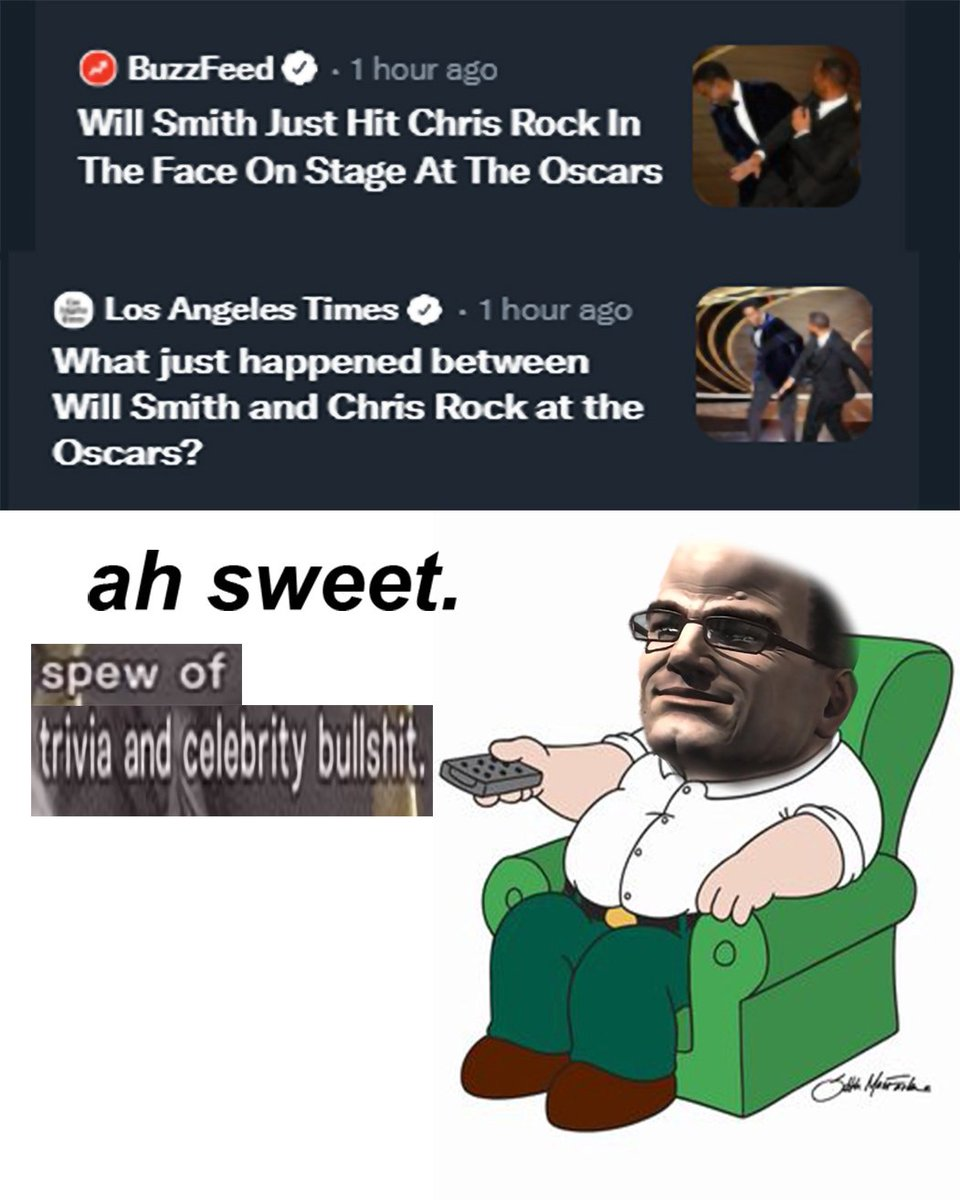 BuzzFeed · 1 hour ago
Will Smith Just Hit Chris Rock In
The Face On Stage At The Oscars
Los Angeles Times · 1 hour ago
What just happened between
Will Smith and Chris Rock at the
Oscars?
ah sweet.
spew of
trivia and celebrity bullshit.